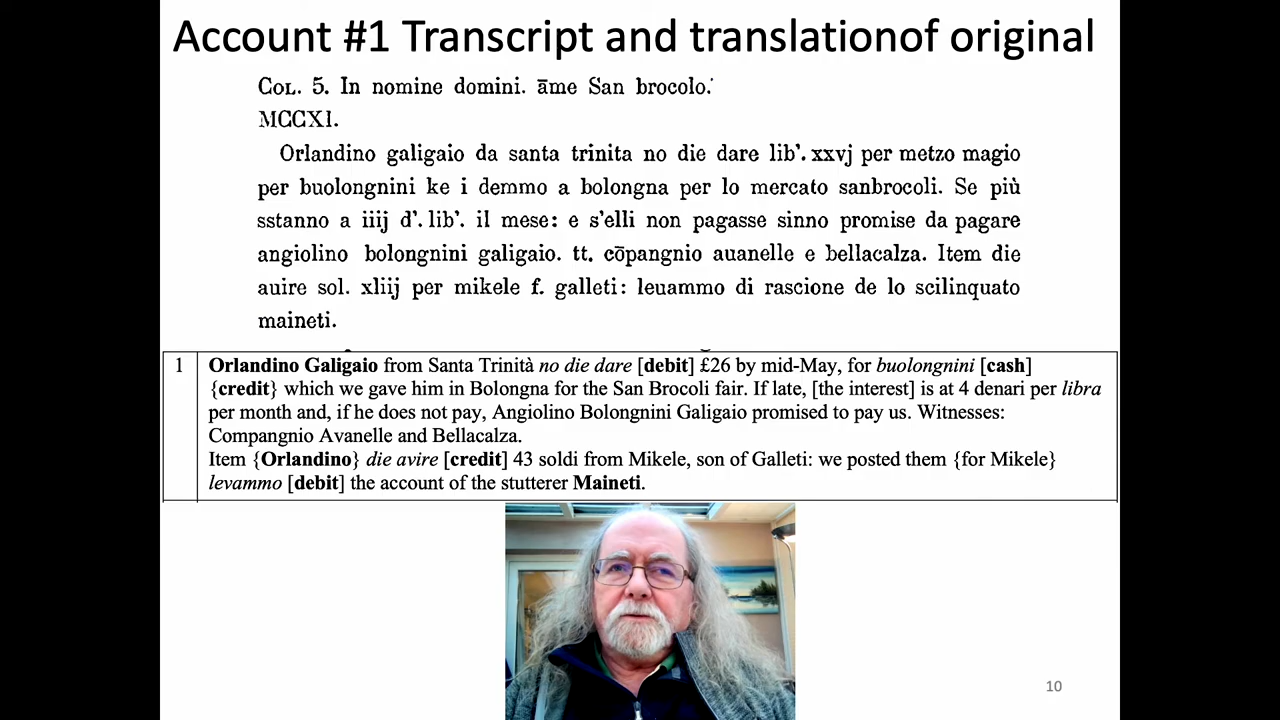 Account #1 Transcript and translationof original
Col. 5. In nomine domini. āme San brocolo.
MCCXI.
Orlandino galigaio da santa trinita no die dare lib'. xxvj per metzo magio
per buolongnini ke i demmo a bolongna per lo mercato sanbrocoli. Se più
sstanno a iiij d'. lib'. il mese: e s'elli non pagasse sinno promise da pagare
angiolino bolongnini galigaio. tt. cōpangnio auanelle e bellacalza. Item die
auire sol. xliij per mikele f. galleti: leuammo di rascione de lo scilinquato
maineti.
1 Orlandino Galigaio from Santa Trinità no die dare [debit] £26 by mid-May, for buolongnini [cash]
{credit} which we gave him in Bolongna for the San Brocoli fair. If late, [the interest] is at 4 denari per libra
per month and, if he does not pay, Angiolino Bolongnini Galigaio promised to pay us. Witnesses:
Compangnio Avanelle and Bellacalza.
Item {Orlandino} die avire [credit] 43 soldi from Mikele, son of Galleti: we posted them {for Mikele}
levammo [debit] the account of the stutterer Maineti.
10